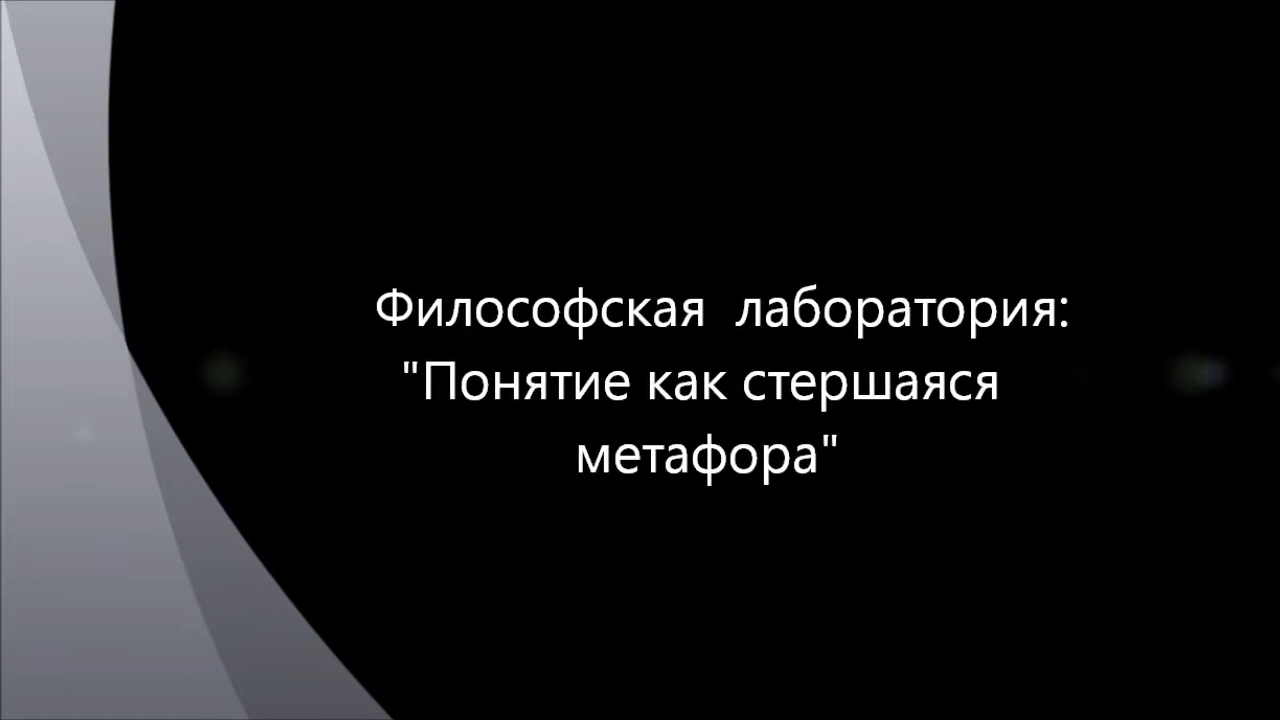 Философская лаборатория:
"Понятие как стершаяся
метафора"